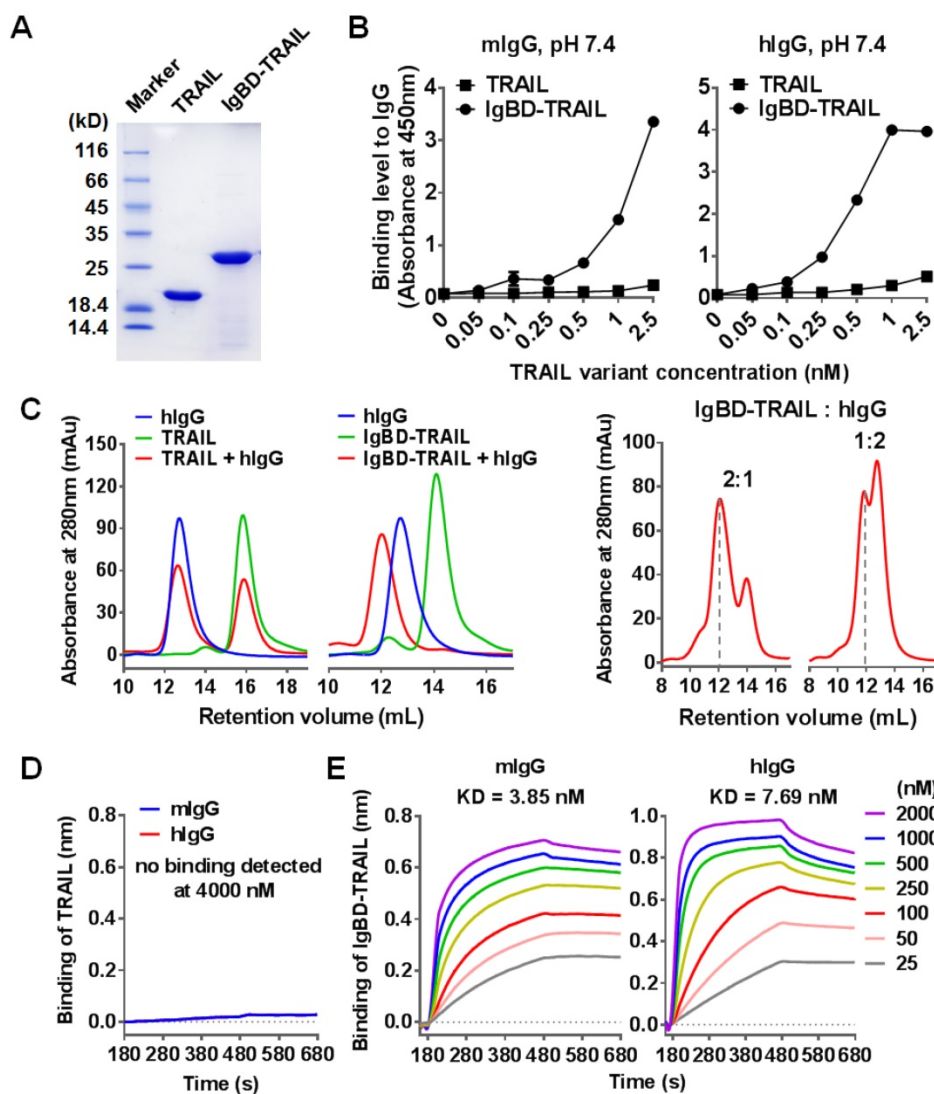 A
Marker
TRAIL
IgBD-TRAIL
(kD)
116
66
45
35
25
18.4
14.4
B
mIgG, pH 7.4
hIgG, pH 7.4
TRAIL
IgBD-TRAIL
TRAIL
IgBD-TRAIL
Binding level to IgG
(Absorbance at 450nm)
4
3
2
1
0
5
4
3
2
1
0
0 0.05 0.1 0.25 0.5 1 2.5
0 0.05 0.1 0.25 0.5 1 2.5
TRAIL variant concentration (nM)
C
hIgG
TRAIL
TRAIL + hIgG
hIgG
IgBD-TRAIL
IgBD-TRAIL + hIgG
Absorbance at 280nm (mAu)
150
120
90
60
30
0
10 12 14 16 18
10 12 14 16
Retention volume (mL)
IgBD-TRAIL : hIgG
2:1
1:2
Absorbance at 280nm (mAu)
100
80
60
40
20
0
8 10 12 14 16
8 10 12 14 16
Retention volume (mL)
D
mIgG
hIgG
no binding detected
at 4000 nM
Binding of TRAIL (nm)
0.8
0.6
0.4
0.2
0.0
180 280 380 480 580 680
Time (s)
E
mIgG
KD = 3.85 nM
hIgG
KD = 7.69 nM
Binding of IgBD-TRAIL (nm)
0.8
0.6
0.4
0.2
0.0
1.0
0.8
0.6
0.4
0.2
0.0
180 280 380 480 580 680
180 280 380 480 580 680
Time (s)
(nM)
2000
1000
500
250
100
50
25